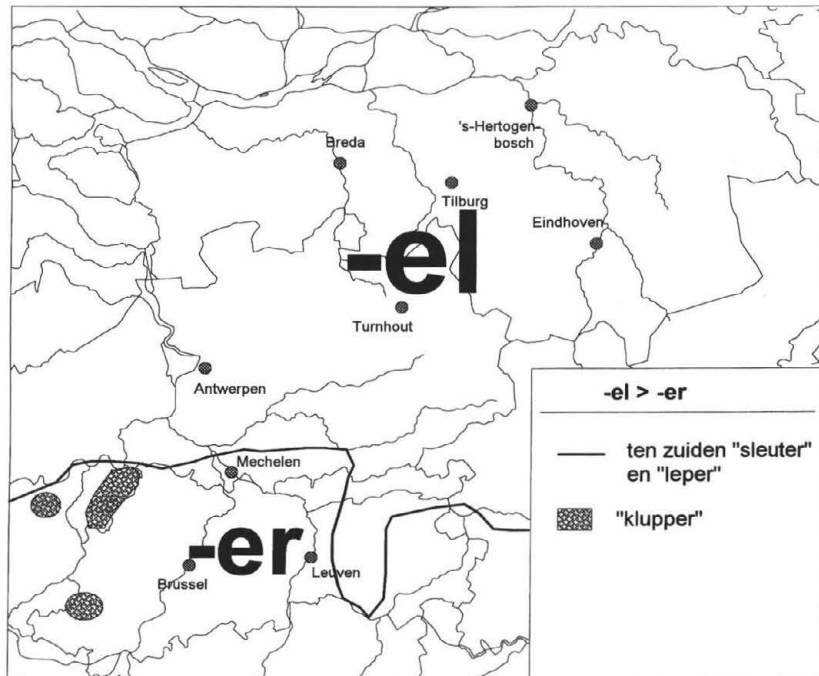 's-Hertogen-
bosch
Breda
Tilburg
Eindhoven
-el
Turnhout
Antwerpen
Mechelen
-er
Brussel
Leuven
-el > -er
ten zuiden "sleuter"
en "leper"
"klupper"